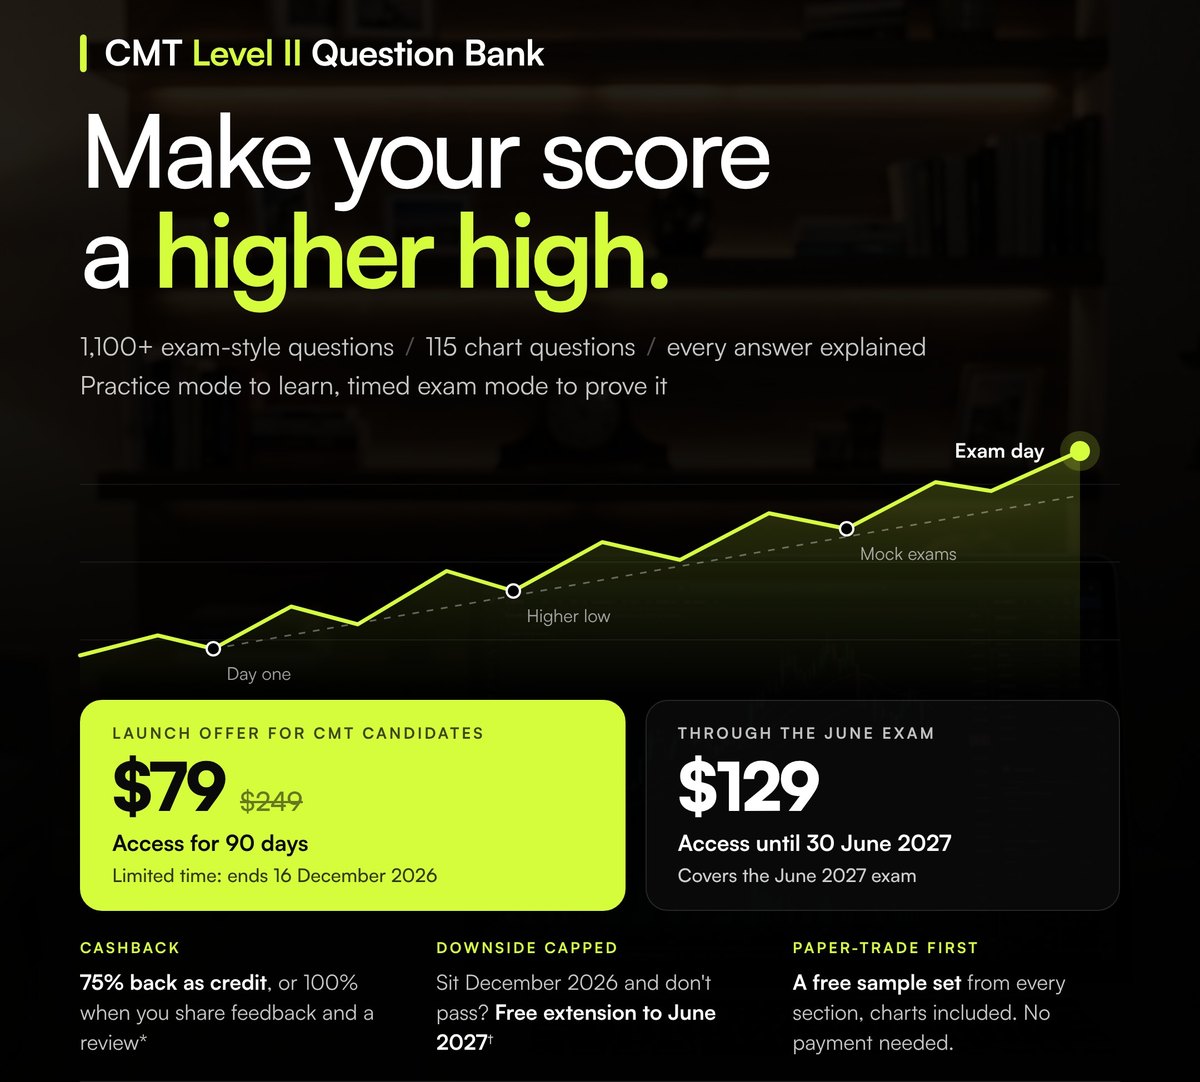 CMT Level II Question Bank
Make your score
a higher high.
1,100+ exam-style questions / 115 chart questions / every answer explained
Practice mode to learn, timed exam mode to prove it
Exam day
Mock exams
Higher low
Day one
LAUNCH OFFER FOR CMT CANDIDATES
$79 $249
Access for 90 days
Limited time: ends 16 December 2026
THROUGH THE JUNE EXAM
$129
Access until 30 June 2027
Covers the June 2027 exam
CASHBACK
75% back as credit, or 100%
when you share feedback and a
review*
DOWNSIDE CAPPED
Sit December 2026 and don't
pass? Free extension to June
2027†
PAPER-TRADE FIRST
A free sample set from every
section, charts included. No
payment needed.